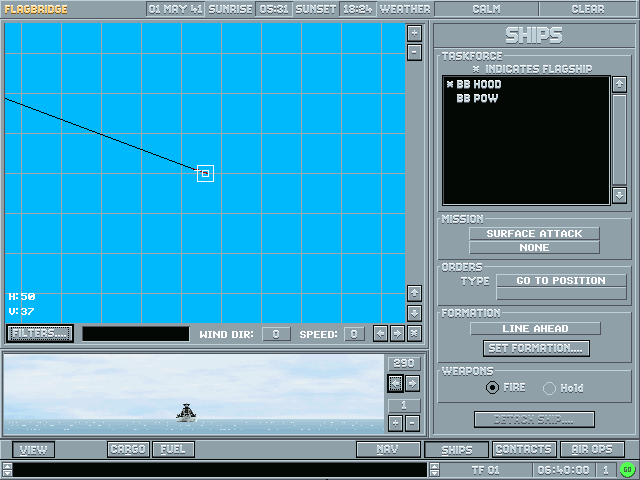 FLAGBRIDGE 01 MAY 41 SUNRISE 05:31 SUNSET 18:24 WEATHER CALM CLEAR
SHIPS
TASKFORCE
* INDICATES FLAGSHIP
* BB HOOD
BB POW
MISSION
SURFACE ATTACK
NONE
ORDERS
TYPE GO TO POSITION
FORMATION
LINE AHEAD
SET FORMATION....
WEAPONS
FIRE Hold
DETACH SHIP....
+
-
H:50
V:37
FILTERS.... WIND DIR: 0 SPEED: 0 *
290
1
+ -
VIEW CARGO FUEL NAV SHIPS CONTACTS AIR OPS
TF 01 06:40:00 1 GO